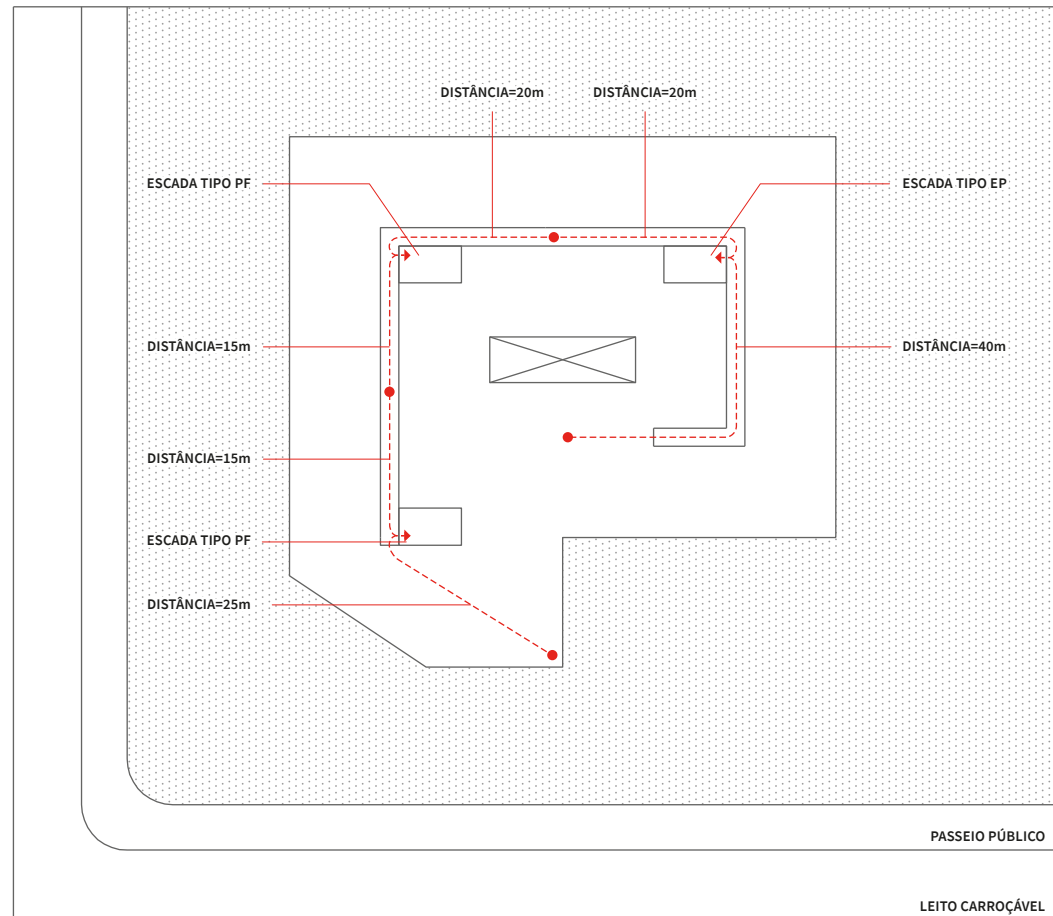 DISTÂNCIA=20m
DISTÂNCIA=20m
ESCADA TIPO PF
ESCADA TIPO EP
DISTÂNCIA=15m
DISTÂNCIA=40m
DISTÂNCIA=15m
ESCADA TIPO PF
DISTÂNCIA=25m
PASSEIO PÚBLICO
LEITO CARROÇÁVEL